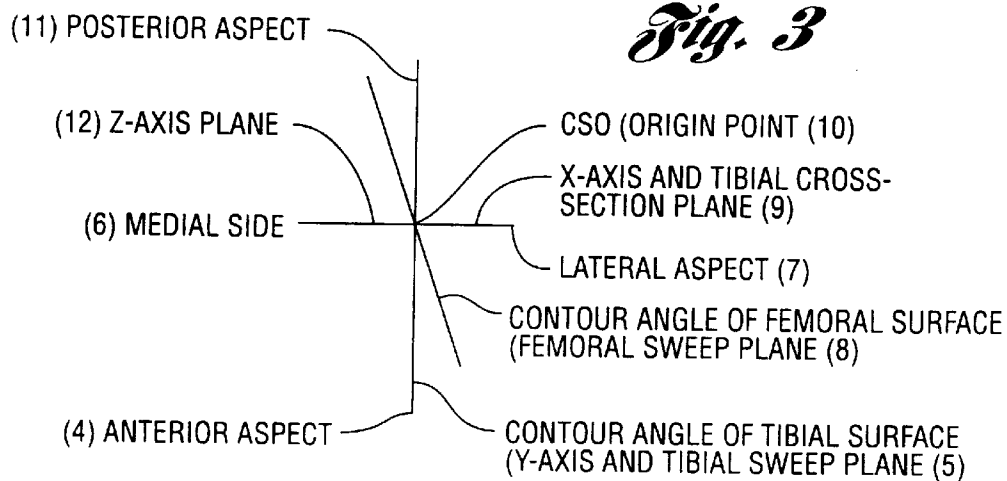 Fig. 3
(11) POSTERIOR ASPECT
(12) Z-AXIS PLANE
(6) MEDIAL SIDE
(4) ANTERIOR ASPECT
CSO (ORIGIN POINT (10)
X-AXIS AND TIBIAL CROSS-
SECTION PLANE (9)
LATERAL ASPECT (7)
CONTOUR ANGLE OF FEMORAL SURFACE
(FEMORAL SWEEP PLANE (8)
CONTOUR ANGLE OF TIBIAL SURFACE
(Y-AXIS AND TIBIAL SWEEP PLANE (5)